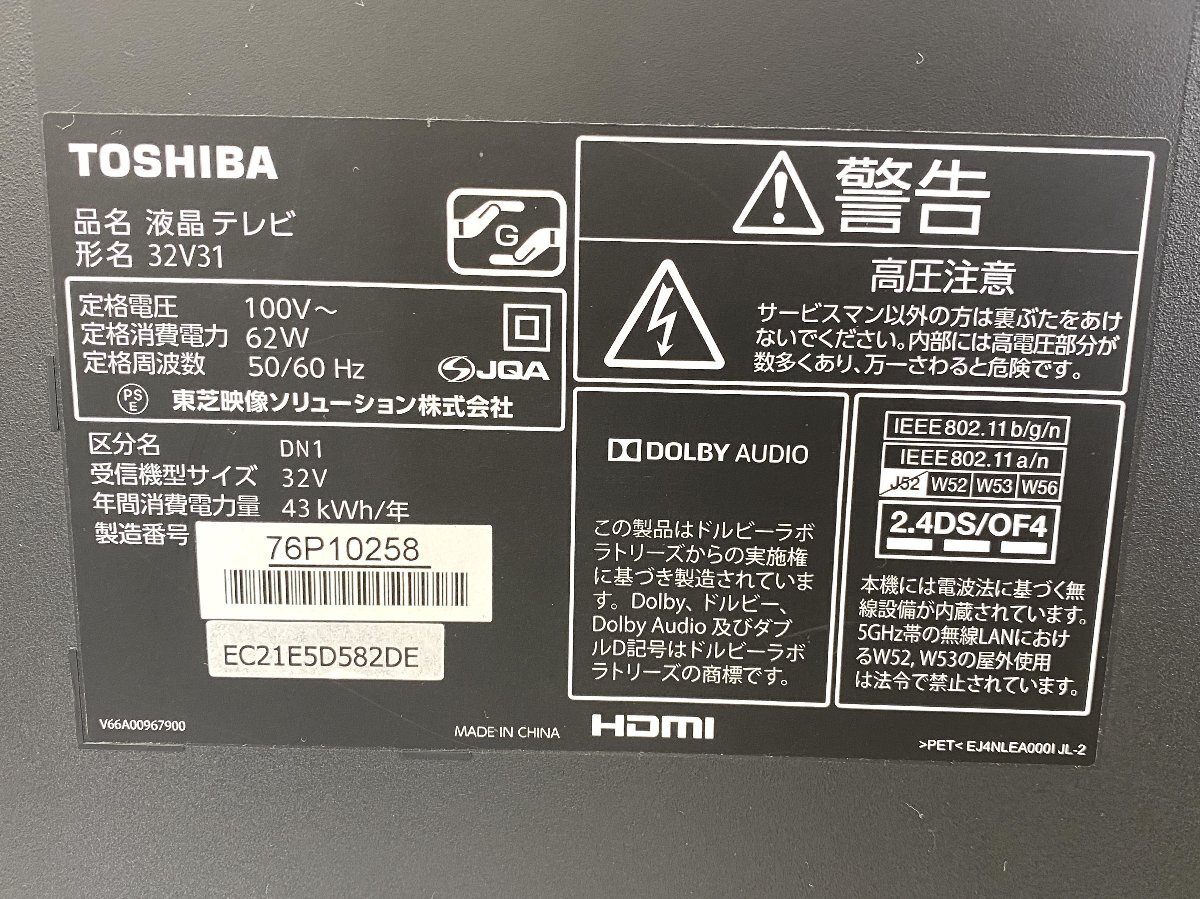 TOSHIBA
品名 液晶テレビ
形名 32V31
G
定格電圧 100V～
定格消費電力 62W
定格周波数 50/60 Hz
JQA
PS
E
東芝映像ソリューション株式会社
区分名 DN1
受信機型サイズ 32V
年間消費電力量 43 kWh/年
製造番号
76P10258
EC21E5D582DE
V66A00967900
MADE IN CHINA
警告
高圧注意
サービスマン以外の方は裏ぶたをあけ
ないでください。内部には高電圧部分が
数多くあり、万一さわると危険です。
DOLBY AUDIO
この製品はドルビーラボ
ラトリーズからの実施権
に基づき製造されていま
す。Dolby、ドルビー、
Dolby Audio 及びダブ
ルD記号はドルビーラボ
ラトリーズの商標です。
IEEE802.11b/g/n
IEEE802.11a/n
J52 W52 W53 W56
2.4DS/OF4
本機には電波法に基づく無
線設備が内蔵されています。
5GHz帯の無線LANにおけ
るW52, W53の屋外使用
は法令で禁止されています。
HDMI
>PET< EJ4NLEA000I JL-2